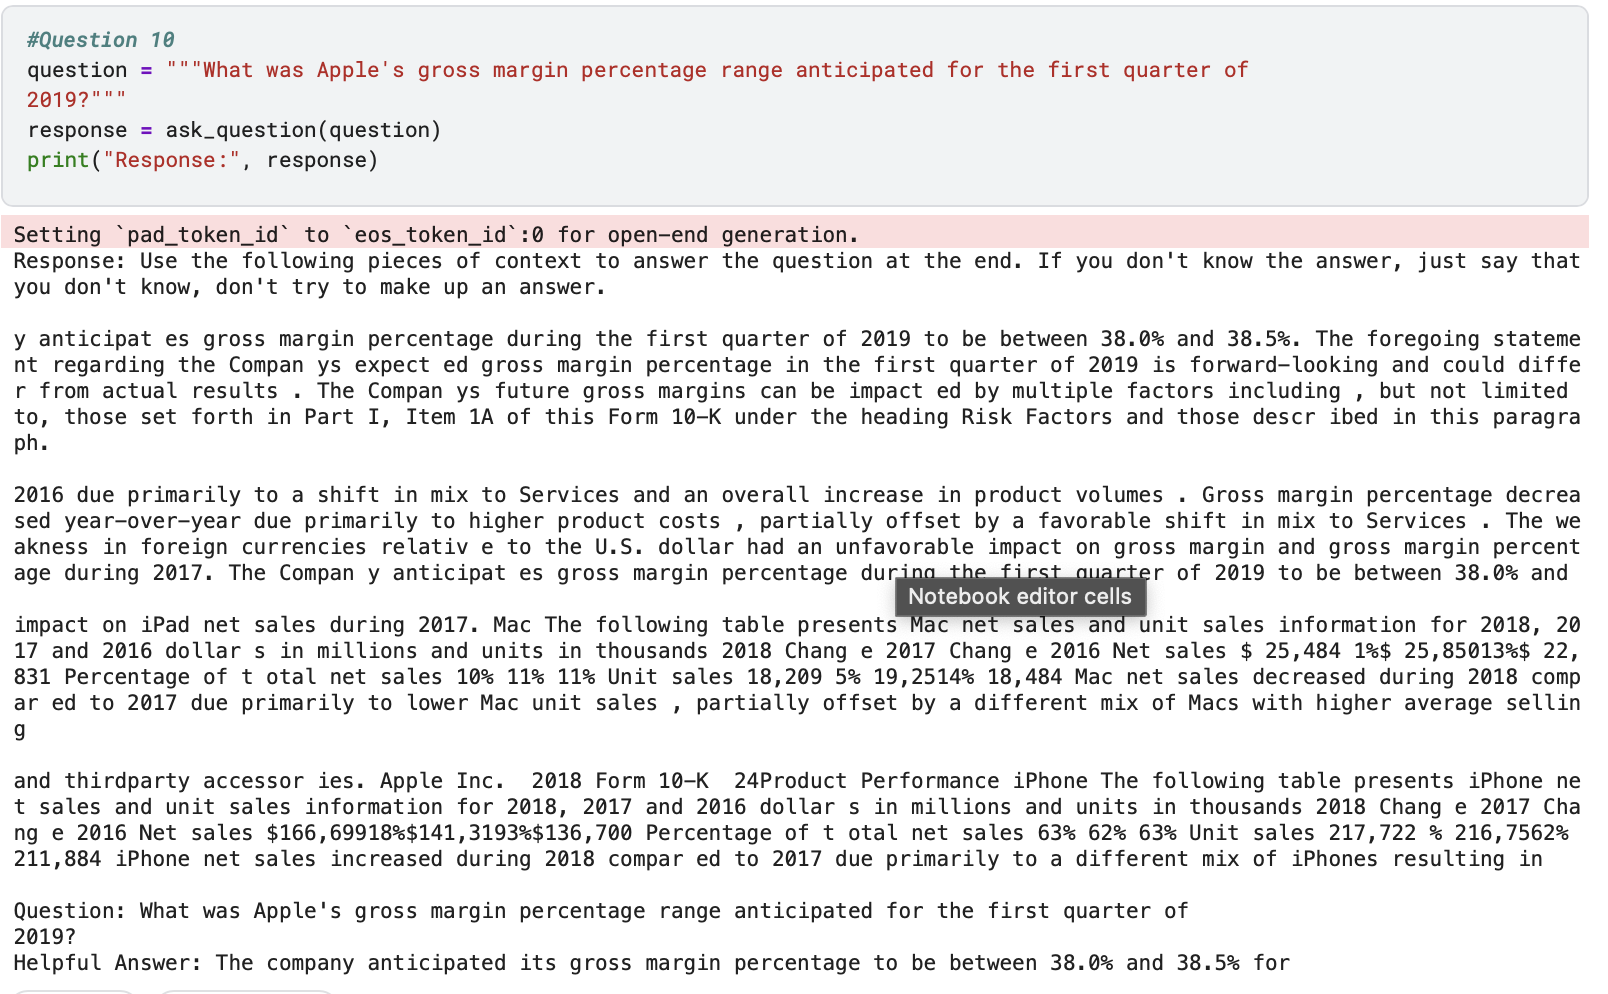 #Question 10
question = """What was Apple's gross margin percentage range anticipated for the first quarter of
2019?"""
response = ask_question(question)
print("Response:", response)
Setting `pad_token_id` to `eos_token_id`:0 for open-end generation.
Response: Use the following pieces of context to answer the question at the end. If you don't know the answer, just say that
you don't know, don't try to make up an answer.
y anticipat es gross margin percentage during the first quarter of 2019 to be between 38.0% and 38.5%. The foregoing stateme
nt regarding the Compan ys expect ed gross margin percentage in the first quarter of 2019 is forward-looking and could diffe
r from actual results . The Compan ys future gross margins can be impact ed by multiple factors including , but not limited
to, those set forth in Part I, Item 1A of this Form 10-K under the heading Risk Factors and those descr ibed in this paragra
ph.
2016 due primarily to a shift in mix to Services and an overall increase in product volumes . Gross margin percentage decrea
sed year-over-year due primarily to higher product costs , partially offset by a favorable shift in mix to Services . The we
akness in foreign currencies relativ e to the U.S. dollar had an unfavorable impact on gross margin and gross margin percent
age during 2017. The Compan y anticipat es gross margin percentage during the first quarter of 2019 to be between 38.0% and
Notebook editor cells
impact on iPad net sales during 2017. Mac The following table presents Mac net sales and unit sales information for 2018, 20
17 and 2016 dollar s in millions and units in thousands 2018 Chang e 2017 Chang e 2016 Net sales $ 25,484 1%$ 25,85013%$ 22,
831 Percentage of t otal net sales 10% 11% 11% Unit sales 18,209 5% 19,2514% 18,484 Mac net sales decreased during 2018 comp
ar ed to 2017 due primarily to lower Mac unit sales , partially offset by a different mix of Macs with higher average sellin
g
and thirdparty accessor ies. Apple Inc.  2018 Form 10-K  24Product Performance iPhone The following table presents iPhone ne
t sales and unit sales information for 2018, 2017 and 2016 dollar s in millions and units in thousands 2018 Chang e 2017 Cha
ng e 2016 Net sales $166,69918%$141,3193%$136,700 Percentage of t otal net sales 63% 62% 63% Unit sales 217,722 % 216,7562%
211,884 iPhone net sales increased during 2018 compar ed to 2017 due primarily to a different mix of iPhones resulting in
Question: What was Apple's gross margin percentage range anticipated for the first quarter of
2019?
Helpful Answer: The company anticipated its gross margin percentage to be between 38.0% and 38.5% for